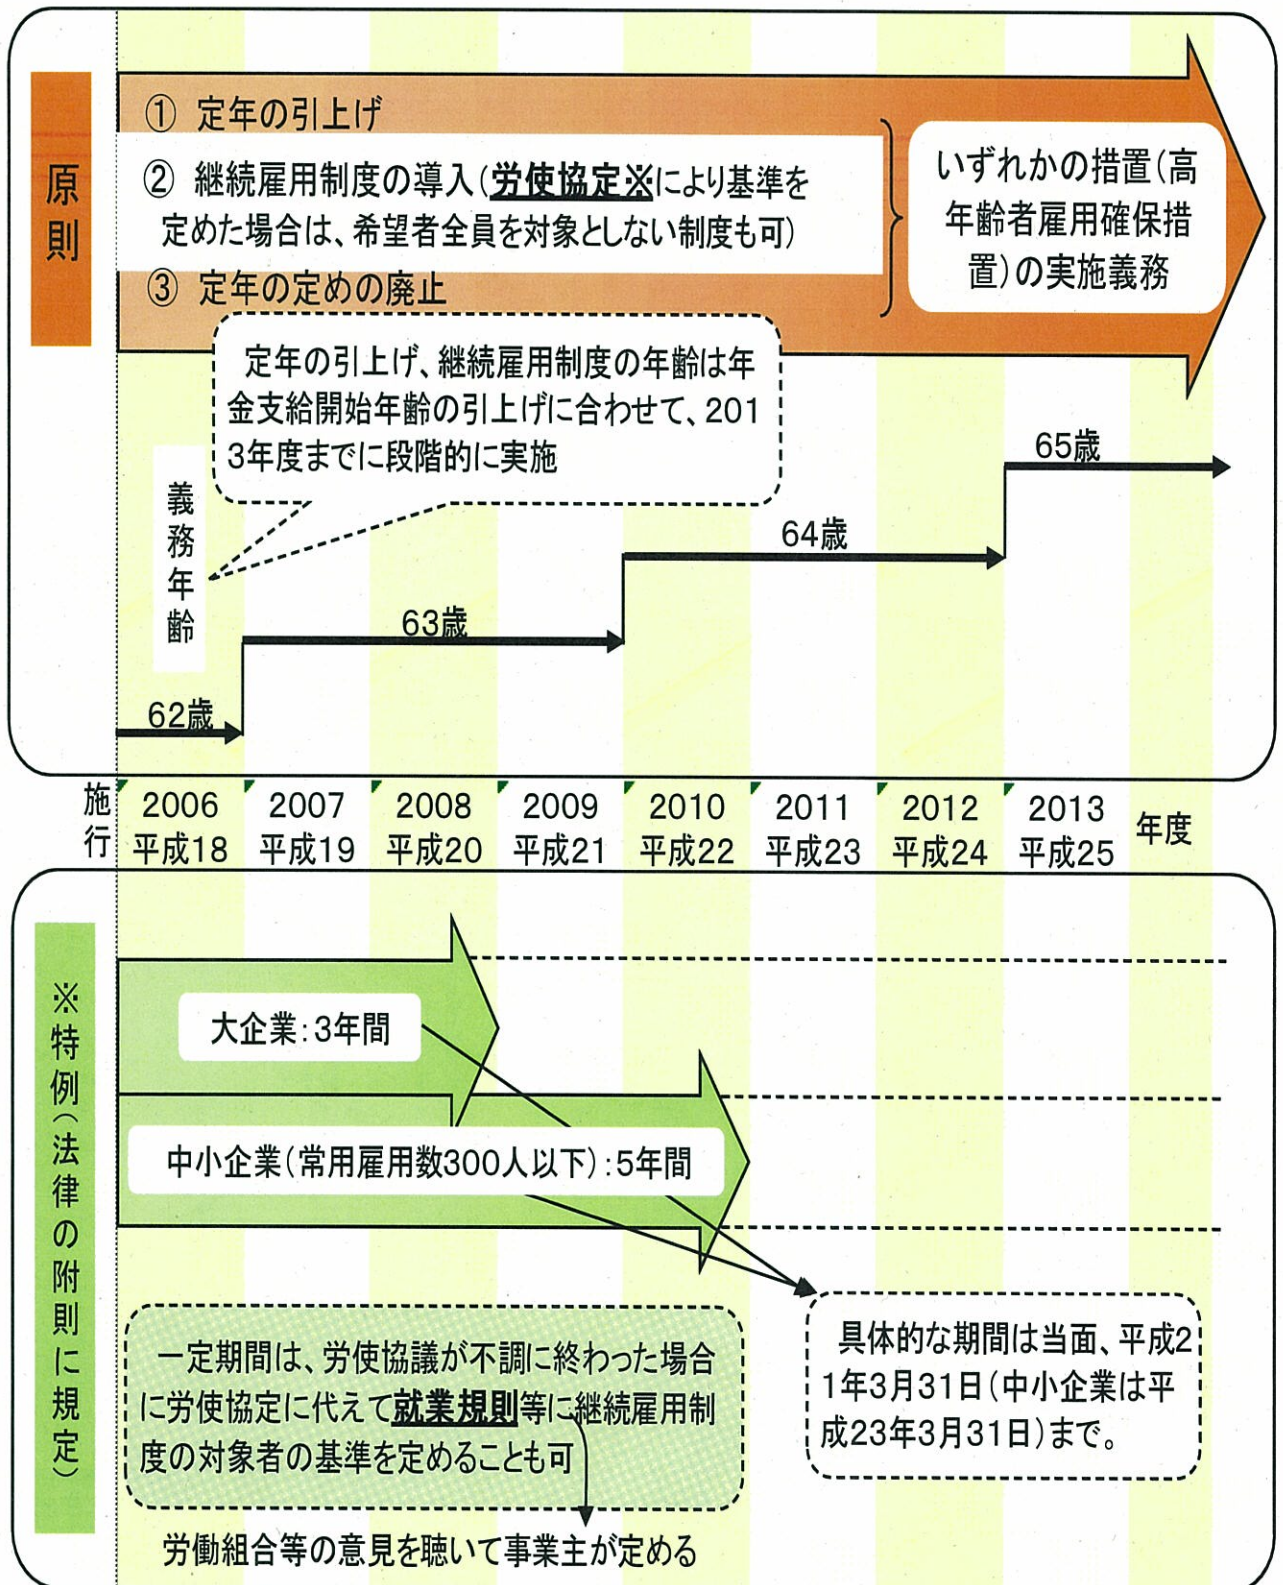 原則
① 定年の引上げ
② 継続雇用制度の導入(労使協定※により基準を
定めた場合は、希望者全員を対象としない制度も可)
③ 定年の定めの廃止
いずれかの措置(高
年齢者雇用確保措
置)の実施義務
定年の引上げ、継続雇用制度の年齢は年
金支給開始年齢の引上げに合わせて、201
3年度までに段階的に実施
義務年齢
65歳
64歳
63歳
62歳
施行
2006 2007 2008 2009 2010 2011 2012 2013 年度
平成18 平成19 平成20 平成21 平成22 平成23 平成24 平成25
※特例(法律の附則に規定)
大企業:3年間
中小企業(常用雇用数300人以下):5年間
一定期間は、労使協議が不調に終わった場合
に労使協定に代えて就業規則等に継続雇用制
度の対象者の基準を定めることも可
具体的な期間は当面、平成2
1年3月31日(中小企業は平
成23年3月31日)まで。
労働組合等の意見を聴いて事業主が定める